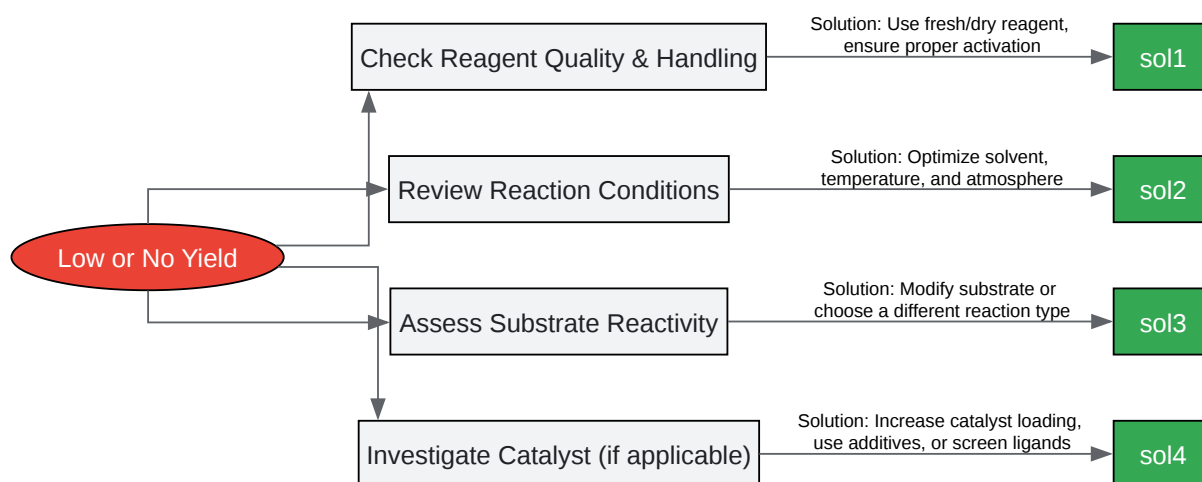 Solution: Use fresh/dry reagent,
ensure proper activation
Check Reagent Quality & Handling
sol1
Solution: Optimize solvent,
temperature, and atmosphere
Review Reaction Conditions
sol2
Low or No Yield
Solution: Modify substrate or
choose a different reaction type
Assess Substrate Reactivity
sol3
Solution: Increase catalyst loading,
use additives, or screen ligands
Investigate Catalyst (if applicable)
sol4